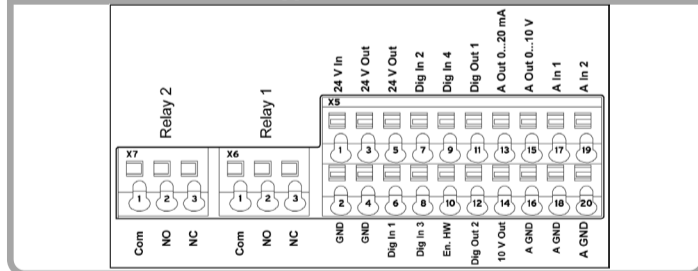 Relay 2
Relay 1
24 V In
24 V Out
24 V Out
Dig In 2
Dig In 4
Dig Out 1
A Out 0...20 mA
A Out 0...10 V
A In 1
A In 2
X5
1 3 5 7 9 11 13 15 17 19
X7
X6
1 2 3
1 2 3
2 4 6 8 10 12 14 16 18 20
Com
NO
NC
Com
NO
NC
GND
GND
Dig In 1
Dig In 3
En. HW
Dig Out 2
10 V Out
A GND
A GND
A GND